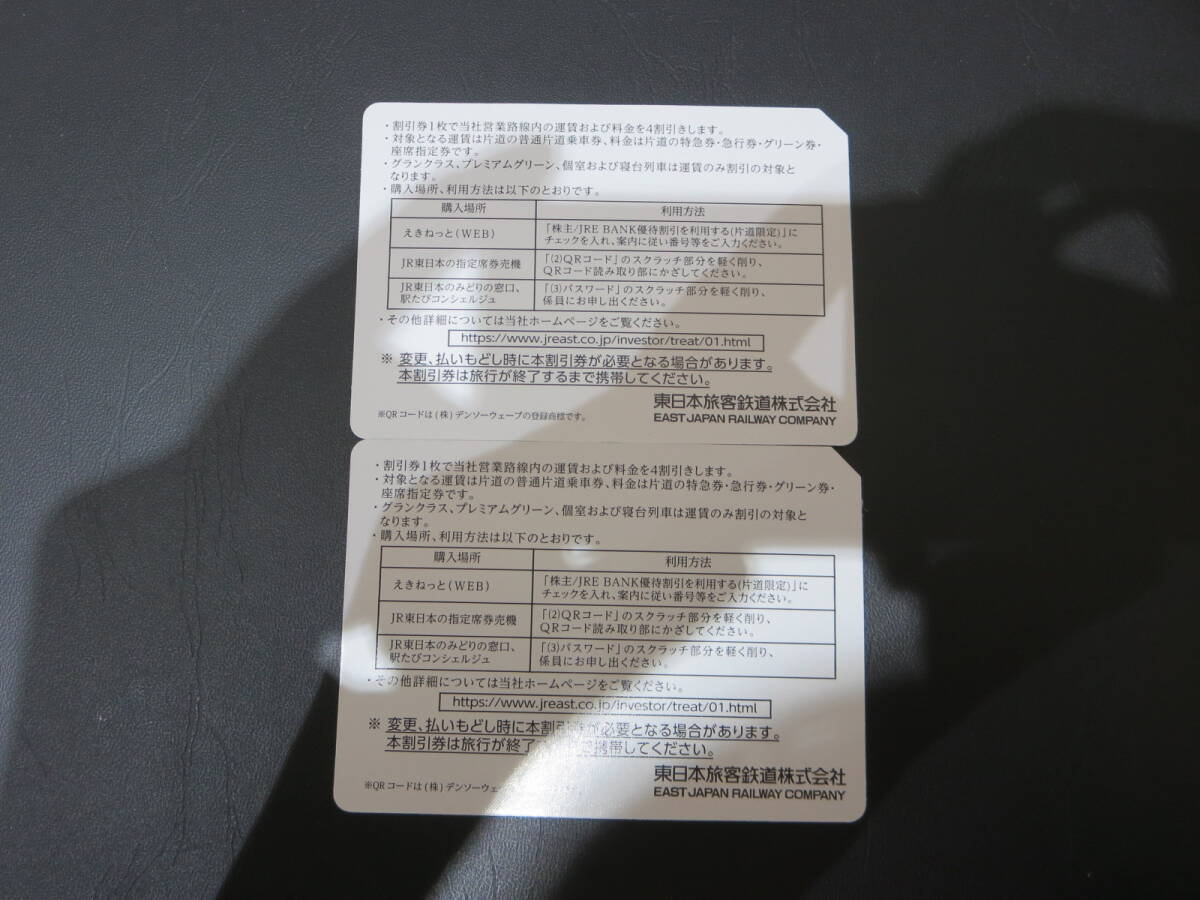 ・割引券1枚で当社営業路線内の運賃および料金を4割引きします。
・対象となる運賃は片道の普通片道乗車券、料金は片道の特急券・急行券・グリーン券・
座席指定券です。
・グランクラス、プレミアムグリーン、個室および寝台列車は運賃のみ割引の対象と
なります。
・購入場所、利用方法は以下のとおりです。
購入場所 利用方法
えきねっと(WEB) 「株主/JRE BANK優待割引を利用する(片道限定)」に
チェックを入れ、案内に従い番号等をご入力ください。
JR東日本の指定席券売機 「(2)QRコード」のスクラッチ部分を軽く削り、
QRコード読み取り部にかざしてください。
JR東日本のみどりの窓口、 「(3)パスワード」のスクラッチ部分を軽く削り、
駅たびコンシェルジュ 係員にお申し出ください。
・その他詳細については当社ホームページをご覧ください。
https://www.jreast.co.jp/investor/treat/01.html
※ 変更、払いもどし時に本割引券が必要となる場合があります。
本割引券は旅行が終了するまで携帯してください。
東日本旅客鉄道株式会社
※QRコードは(株)デンソーウェーブの登録商標です。 EAST JAPAN RAILWAY COMPANY
・割引券1枚で当社営業路線内の運賃および料金を4割引きします。
・対象となる運賃は片道の普通片道乗車券、料金は片道の特急券・急行券・グリーン券・
座席指定券です。
・グランクラス、プレミアムグリーン、個室および寝台列車は運賃のみ割引の対象と
なります。
・購入場所、利用方法は以下のとおりです。
購入場所 利用方法
えきねっと(WEB) 「株主/JRE BANK優待割引を利用する(片道限定)」に
チェックを入れ、案内に従い番号等をご入力ください。
JR東日本の指定席券売機 「(2)QRコード」のスクラッチ部分を軽く削り、
QRコード読み取り部にかざしてください。
JR東日本のみどりの窓口、 「(3)パスワード」のスクラッチ部分を軽く削り、
駅たびコンシェルジュ 係員にお申し出ください。
・その他詳細については当社ホームページをご覧ください。
https://www.jreast.co.jp/investor/treat/01.html
※ 変更、払いもどし時に本割引券が必要となる場合があります。
本割引券は旅行が終了 で携帯してください。
東日本旅客鉄道株式会社
※QRコードは(株)デンソーウェ EAST JAPAN RAILWAY COMPANY